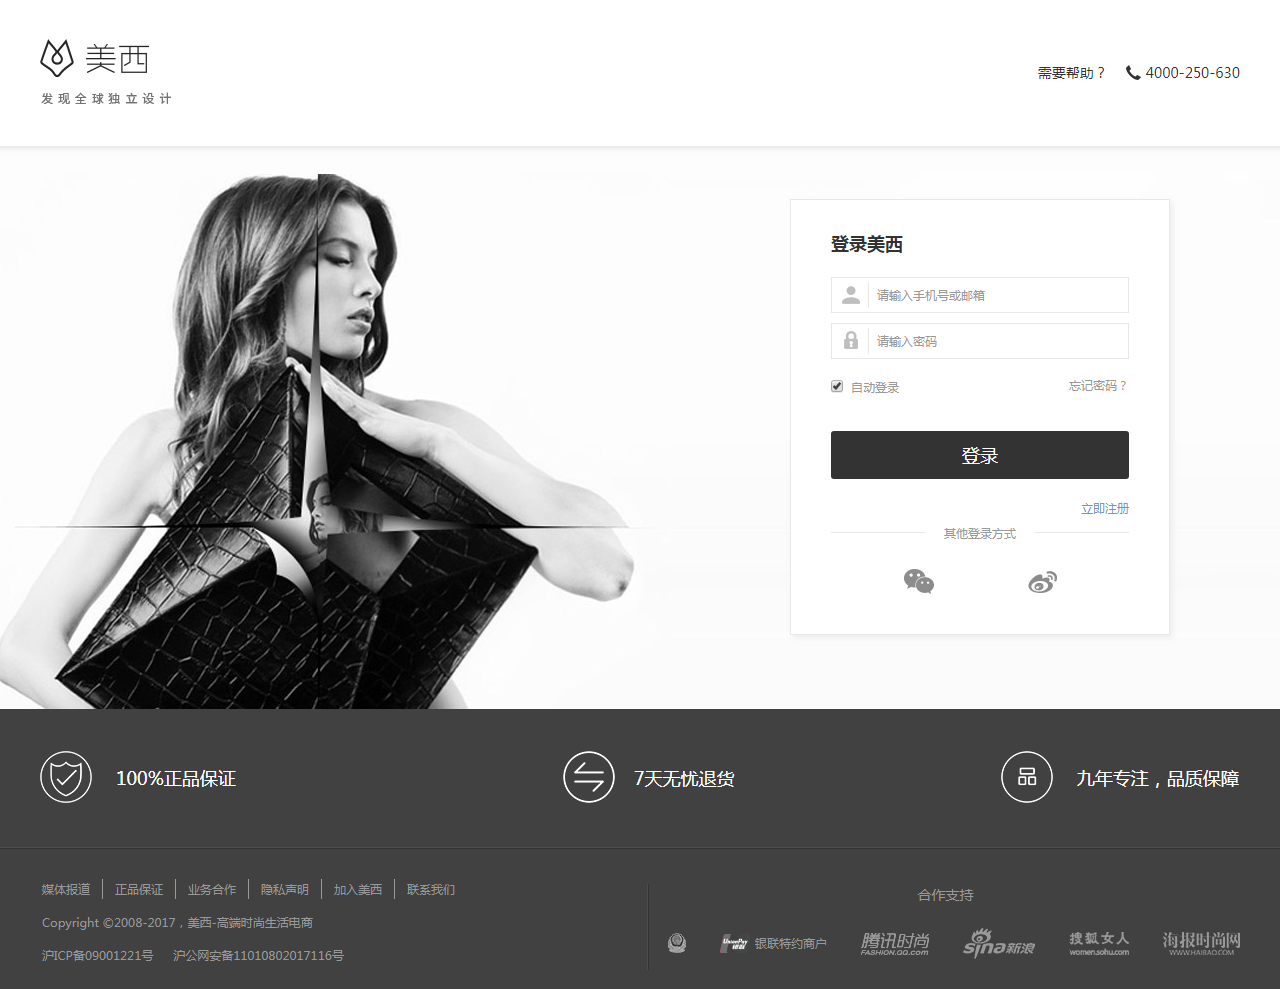 美西
发现全球独立设计
需要帮助？ 4000-250-630
登录美西
请输入手机号或邮箱
请输入密码
自动登录 忘记密码？
登录
立即注册
其他登录方式
100%正品保证 7天无忧退货 九年专注，品质保障
媒体报道 正品保证 业务合作 隐私声明 加入美西 联系我们
Copyright ©2008-2017，美西-高端时尚生活电商
沪ICP备09001221号 沪公网安备11010802017116号
合作支持
UnionPay 银联 银联特约商户 腾讯时尚 FASHION.QQ.com sina新浪 搜狐女人 women.sohu.com 海报时尚网 WWW.HAIBAO.COM